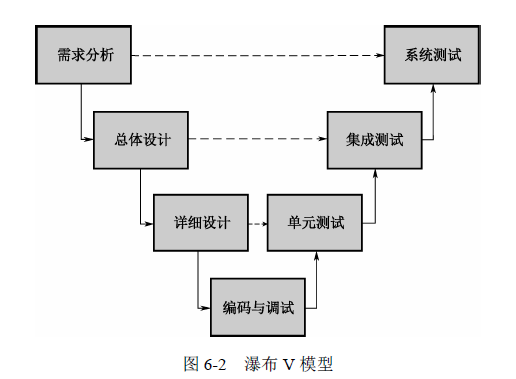 需求分析
系统测试
总体设计
集成测试
详细设计
单元测试
编码与调试
图 6-2 瀑布 V 模型